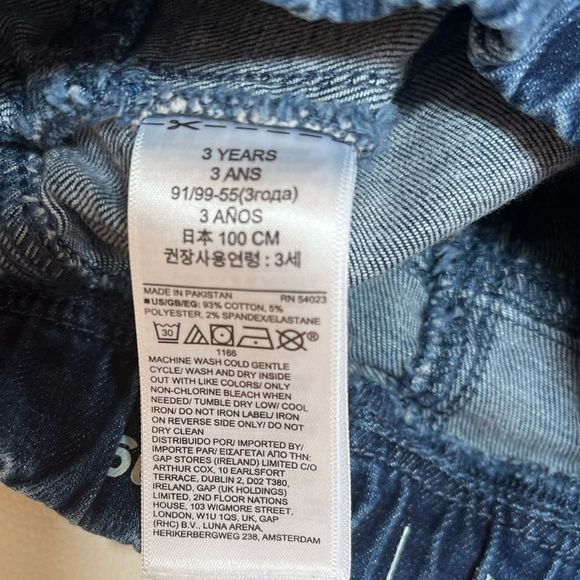 3 YEARS
3 ANS
91/99-55(3года)
3 AÑOS
日本 100 CM
권장사용연령 : 3세
MADE IN PAKISTAN RN 54023
■ US/GB/EG: 93% COTTON, 5%
POLYESTER, 2% SPANDEX/ELASTAN
30
®
1166
MACHINE WASH COLD GENTLE
CYCLE/ WASH AND DRY INSIDE
OUT WITH LIKE COLORS/ ONLY
NON-CHLORINE BLEACH WHEN
NEEDED/ TUMBLE DRY LOW/ COOL
IRON/ DO NOT IRON LABEL/ IRON
ON REVERSE SIDE ONLY/ DO NOT
DRY CLEAN
DISTRIBUIDO POR/ IMPORTED BY/
IMPORTE PAR/ ΕΙΣΑΓΕΤΑΙ ΑΠΟ ΤΗΝ:
GAP STORES (IRELAND) LIMITED C/O
ARTHUR COX, 10 EARLSFORT
TERRACE, DUBLIN 2, D02 T380,
IRELAND, GAP (UK HOLDINGS)
LIMITED, 2ND FLOOR NATIONS
HOUSE, 103 WIGMORE STREET,
LONDON, W1U 1QS, UK, GAP
(RHC) B.V., LUNA ARENA,
HERIKERBERGWEG 238, AMSTERDAM